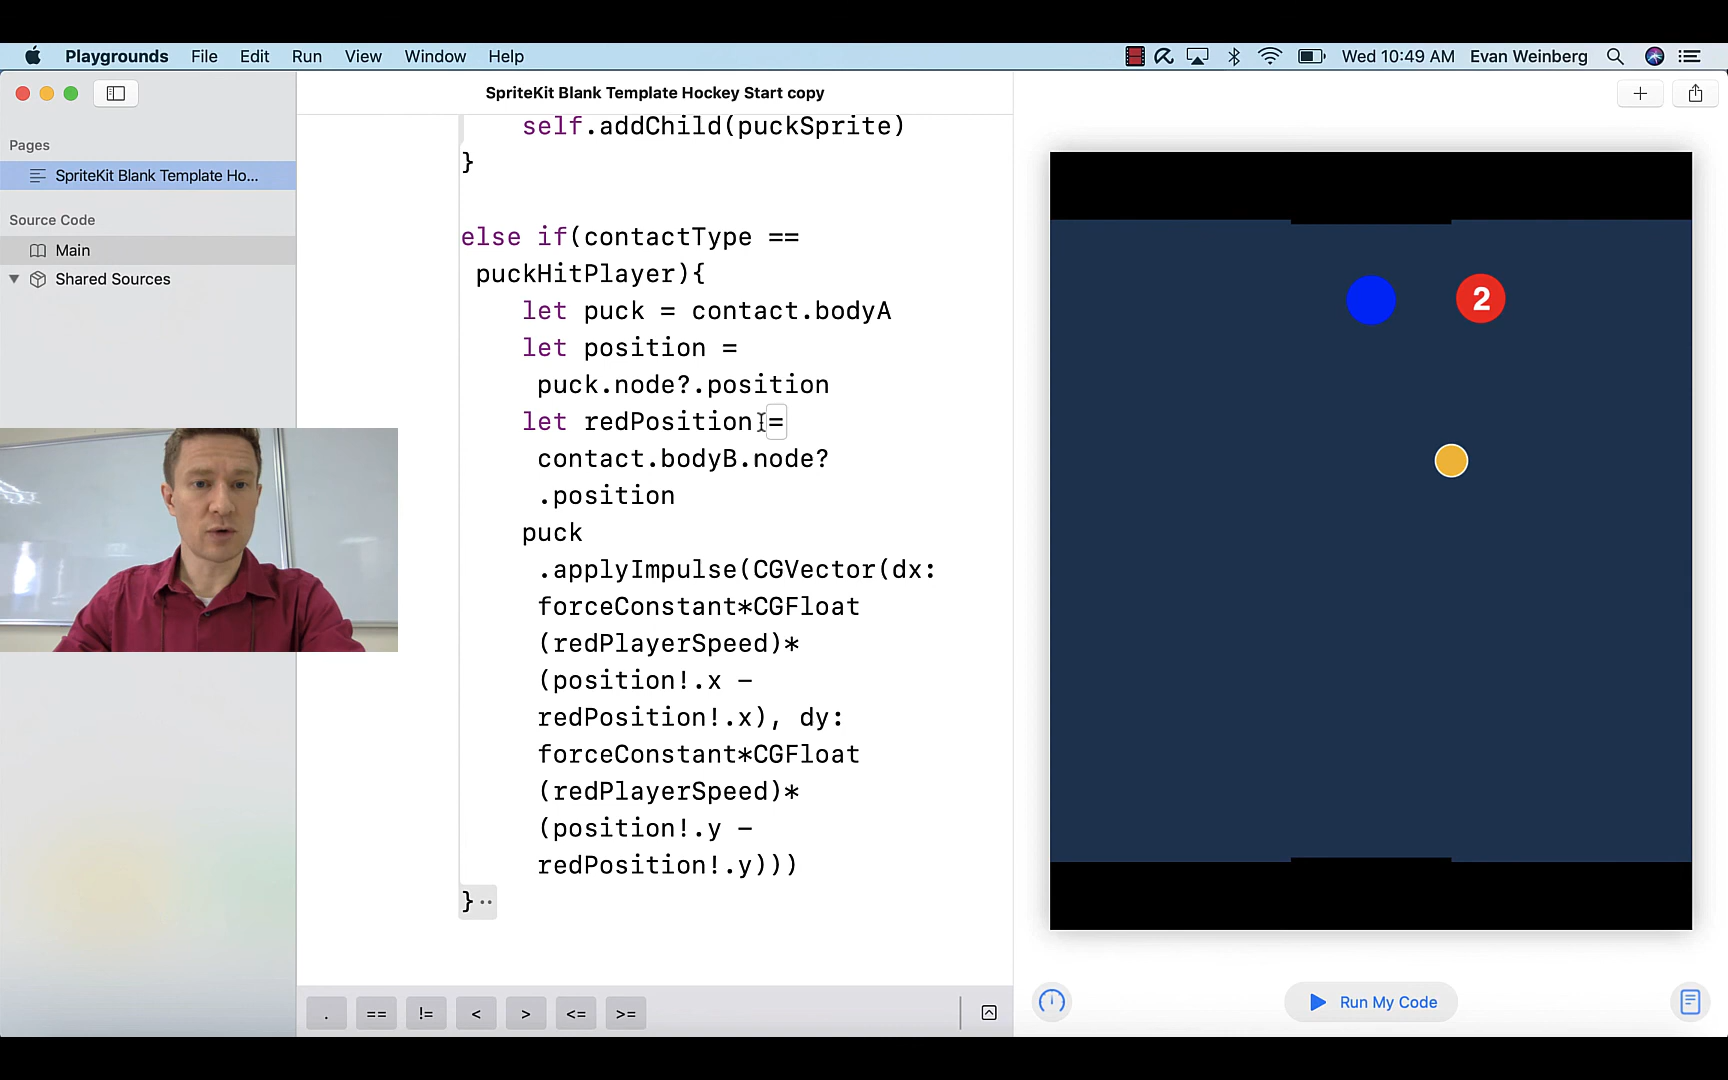 Playgrounds File Edit Run View Window Help Wed 10:49 AM Evan Weinberg
SpriteKit Blank Template Hockey Start copy
Pages
SpriteKit Blank Template Ho...
Source Code
Main
Shared Sources
self.addChild(puckSprite)
}
else if(contactType ==
puckHitPlayer){
let puck = contact.bodyA
let position =
puck.node?.position
let redPosition =
contact.bodyB.node?
.position
puck
.applyImpulse(CGVector(dx:
forceConstant*CGFloat
(redPlayerSpeed)*
(position!.x -
redPosition!.x), dy:
forceConstant*CGFloat
(redPlayerSpeed)*
(position!.y -
redPosition!.y)))
}
. == != < > <= >=
2
Run My Code